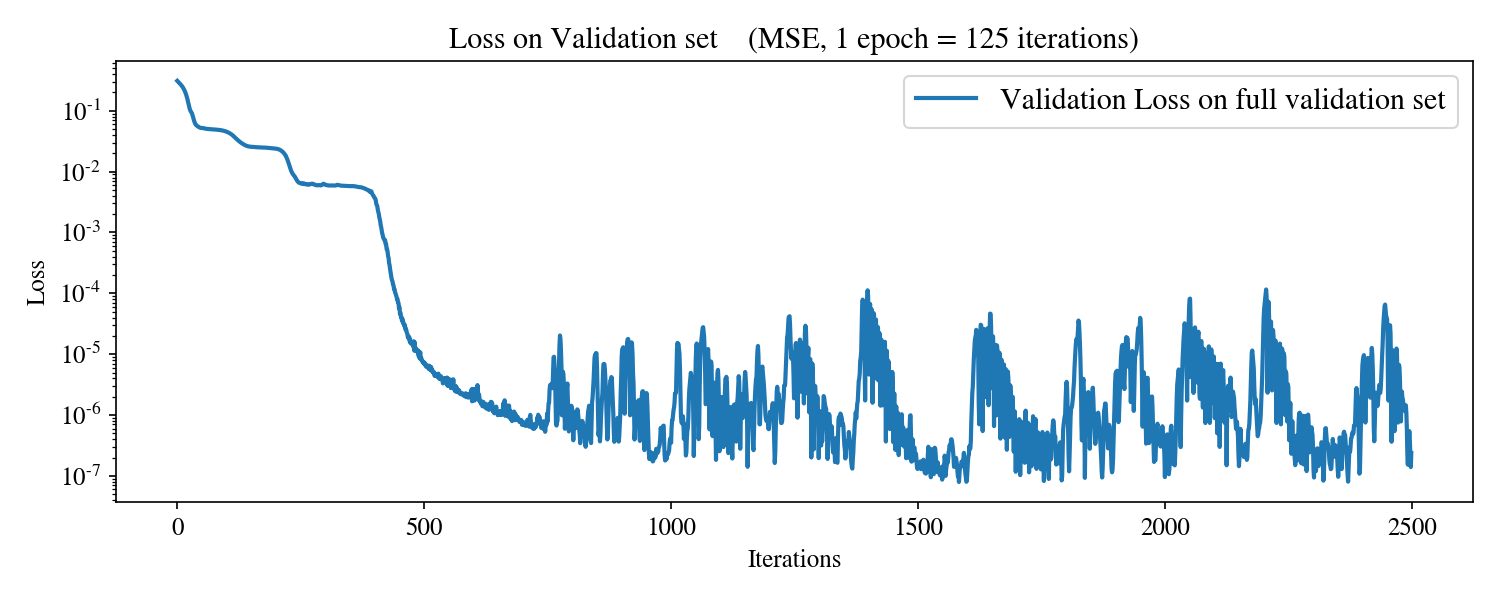 Loss on Validation set (MSE, 1 epoch = 125 iterations)
Validation Loss on full validation set
10⁻¹
10⁻²
10⁻³
10⁻⁴
10⁻⁵
10⁻⁶
10⁻⁷
Loss
0 500 1000 1500 2000 2500
Iterations